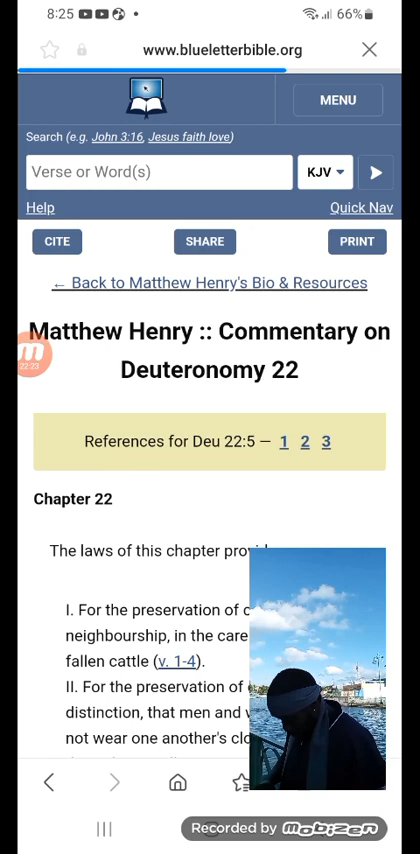 8:25 66%
www.blueletterbible.org
MENU
Search (e.g. John 3:16, Jesus faith love)
Verse or Word(s) KJV
Help Quick Nav
CITE SHARE PRINT
← Back to Matthew Henry's Bio & Resources
Matthew Henry :: Commentary on
Deuteronomy 22
22:23
References for Deu 22:5 — 1 2 3
Chapter 22
The laws of this chapter
I. For the preservation of
neighbourship, in the care
fallen cattle (v. 1-4).
II. For the preservation of
distinction, that men and
not wear one another's
Recorded by mobizen